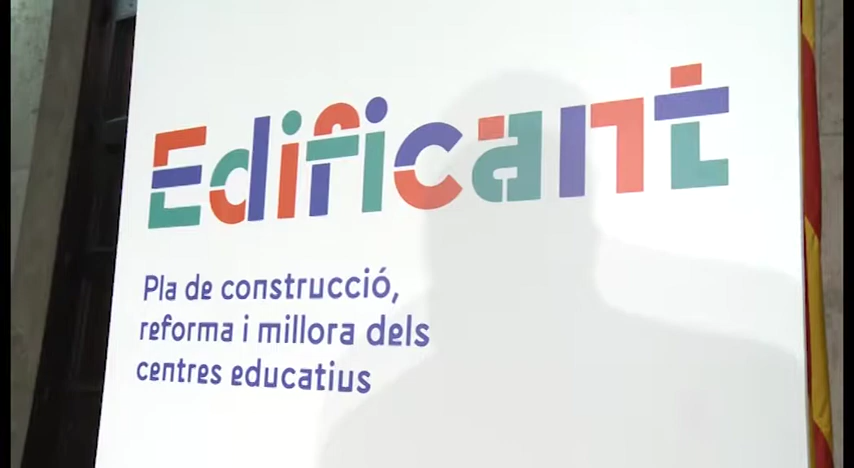 Edificant
Pla de construcció,
reforma i millora dels
centres educatius